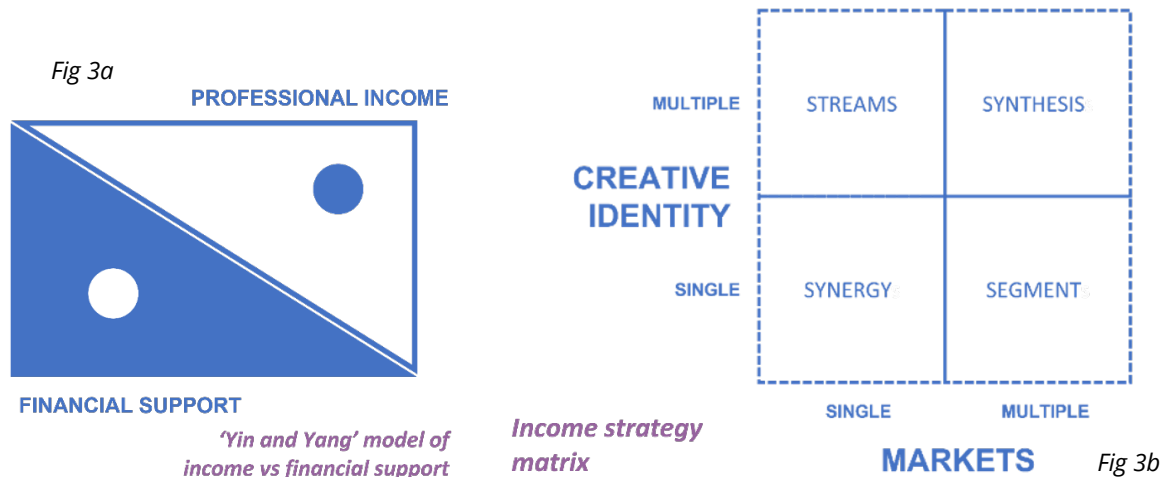 Fig 3a
PROFESSIONAL INCOME
FINANCIAL SUPPORT
‘Yin and Yang’ model of
income vs financial support
MULTIPLE
STREAMS
SYNTHESIS
CREATIVE
IDENTITY
SINGLE
SYNERGY
SEGMENT
SINGLE
MULTIPLE
MARKETS
Income strategy
matrix
Fig 3b